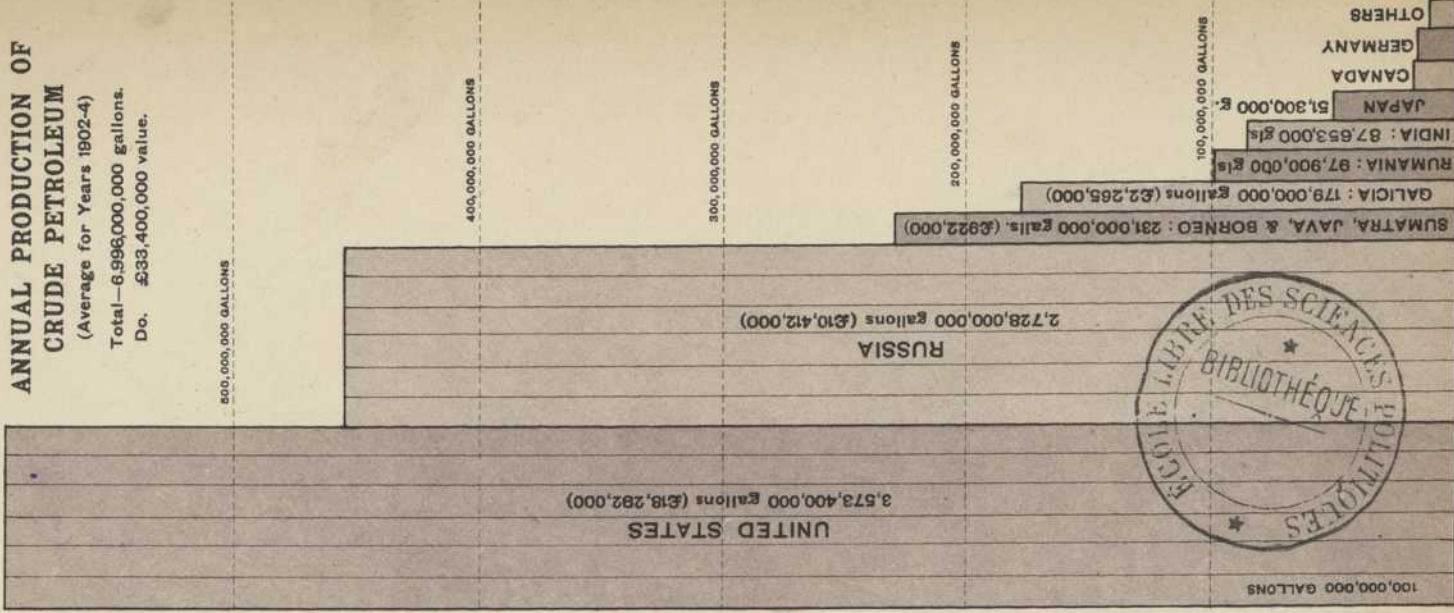 ANNUAL PRODUCTION OF
CRUDE PETROLEUM
(Average for Years 1902-4)
Total—6,996,000,000 gallons.
Do. £33,400,000 value.
500,000,000 GALLONS
400,000,000 GALLONS
300,000,000 GALLONS
200,000,000 GALLONS
100,000,000 GALLONS
OTHERS
GERMANY
CANADA
JAPAN 51,300,000 g.
INDIA : 87,653,000 gls
RUMANIA : 97,900,000 gls
GALICIA : 179,000,000 gallons (£2,265,000)
SUMATRA, JAVA, & BORNEO : 231,000,000 galls. (£922,000)
RUSSIA
2,728,000,000 gallons (£10,412,000)
UNITED STATES
3,573,400,000 gallons (£18,292,000)
100,000,000 GALLONS
ÉCOLE LIBRE DES SCIENCES POLITIQUES
BIBLIOTHÉQUE